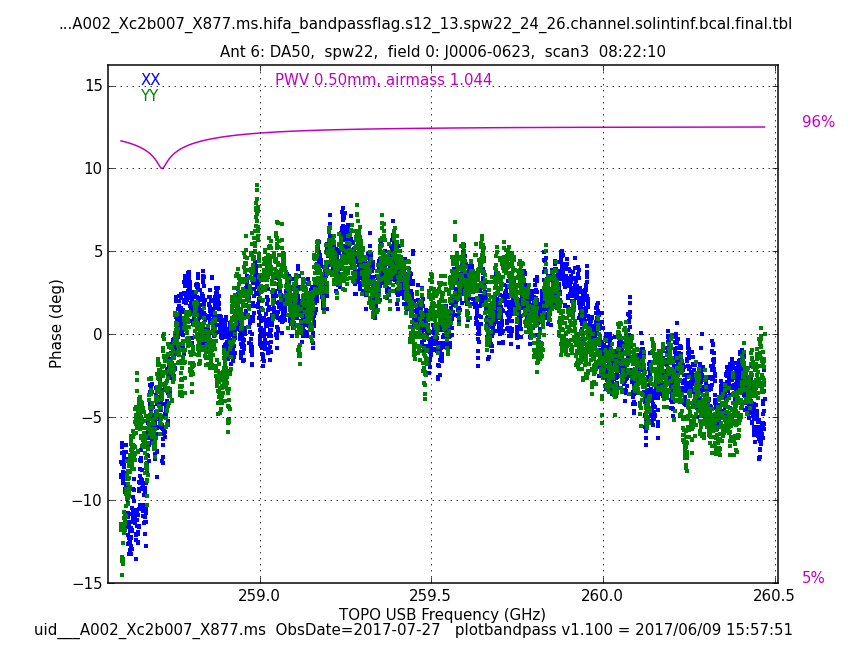 ...A002_Xc2b007_X877.ms.hifa_bandpassflag.s12_13.spw22_24_26.channel.solintinf.bcal.final.tbl
Ant 6: DA50,  spw22,  field 0: J0006-0623,  scan3  08:22:10
XX
YY
PWV 0.50mm, airmass 1.044
96%
5%
15
10
5
0
−5
−10
−15
Phase (deg)
259.0
259.5
260.0
260.5
TOPO USB Frequency (GHz)
uid___A002_Xc2b007_X877.ms  ObsDate=2017-07-27   plotbandpass v1.100 = 2017/06/09 15:57:51